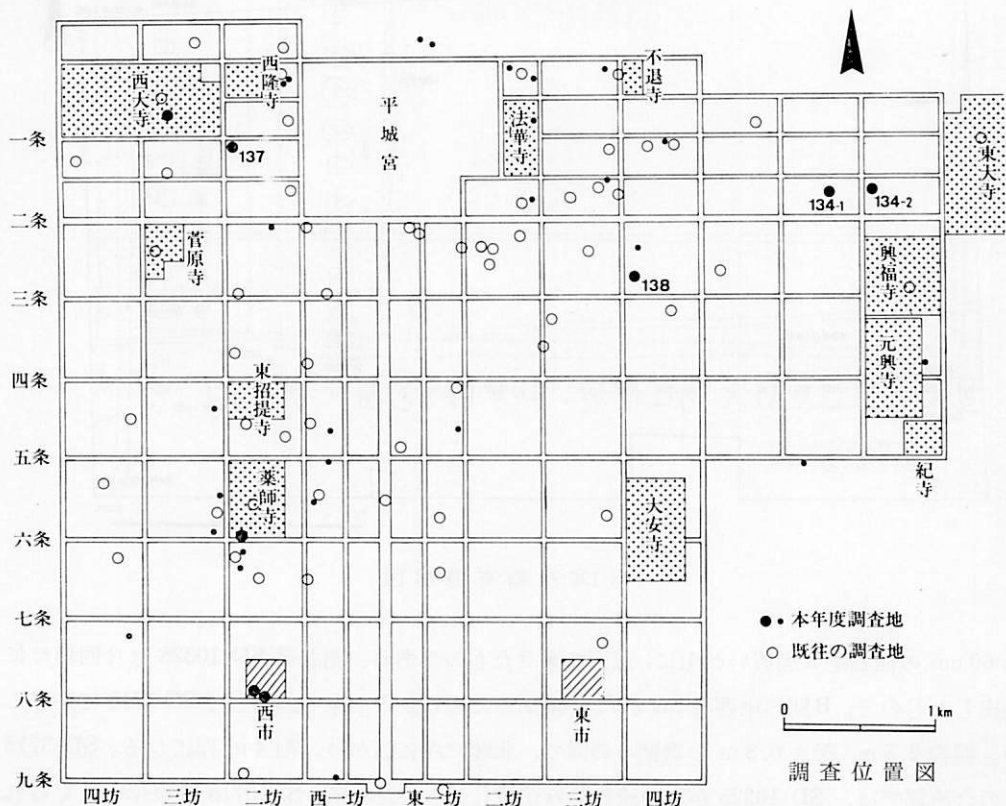 不退寺
西隆寺
西大寺
平城宮
法華寺
東大寺
一条
137
134-1
134-2
二条
菅原寺
興福寺
138
三条
元興寺
四条
東招提寺
五条
紀寺
薬師寺
大安寺
六条
七条
本年度調査地
既往の調査地
八条
西市
東市
0 1km
調査位置図
九条
四坊 三坊 二坊 西一坊 東一坊 二坊 三坊 四坊